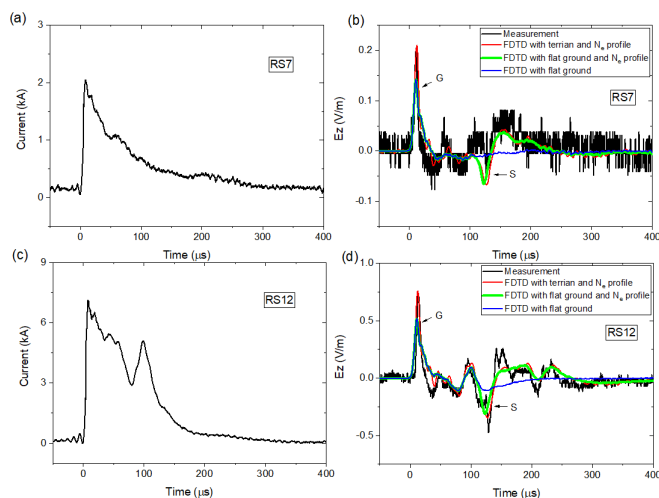 (a)
RS7
Current (kA)
3
2
1
0
0
100
200
300
400
Time (μs)
(b)
Measurement
FDTD with terrian and Ne profile
FDTD with flat ground and Ne profile
FDTD with flat ground
G
RS7
S
Ez (V/m)
0.2
0.1
0.0
-0.1
0
100
200
300
400
Time (μs)
(c)
RS12
Current (kA)
9
6
3
0
0
100
200
300
400
Time (μs)
(d)
Measurement
FDTD with terrian and Ne profile
FDTD with flat ground and Ne profile
FDTD with flat ground
G
RS12
S
Ez (V/m)
1.0
0.5
0.0
-0.5
0
100
200
300
400
Time (μs)